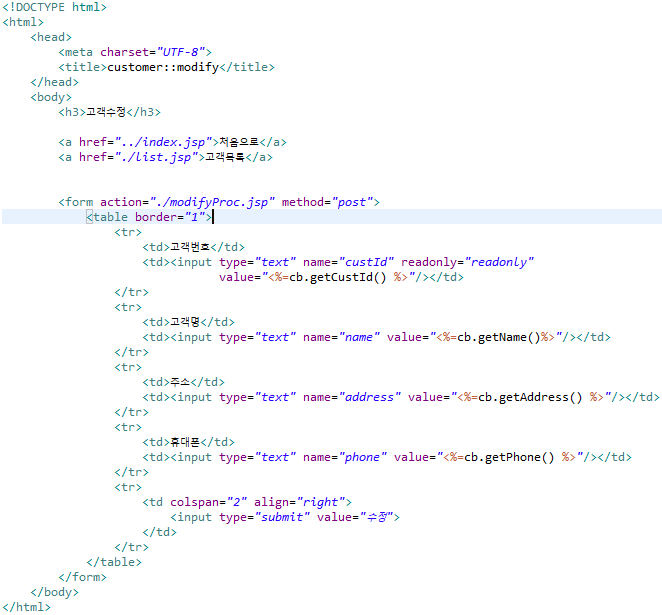 <!DOCTYPE html>
<html>
    <head>
        <meta charset="UTF-8">
        <title>customer::modify</title>
    </head>
    <body>
        <h3>고객수정</h3>
        <a href="../index.jsp">처음으로</a>
        <a href="./list.jsp">고객목록</a>
        <form action="./modifyProc.jsp" method="post">
            <table border="1">
                <tr>
                    <td>고객번호</td>
                    <td><input type="text" name="custId" readonly="readonly"
                               value="<%=cb.getCustId() %>"/></td>
                </tr>
                <tr>
                    <td>고객명</td>
                    <td><input type="text" name="name" value="<%=cb.getName()%>"/></td>
                </tr>
                <tr>
                    <td>주소</td>
                    <td><input type="text" name="address" value="<%=cb.getAddress() %>"/></td>
                </tr>
                <tr>
                    <td>휴대폰</td>
                    <td><input type="text" name="phone" value="<%=cb.getPhone() %>"/></td>
                </tr>
                <tr>
                    <td colspan="2" align="right">
                        <input type="submit" value="수정">
                    </td>
                </tr>
            </table>
        </form>
    </body>
</html>